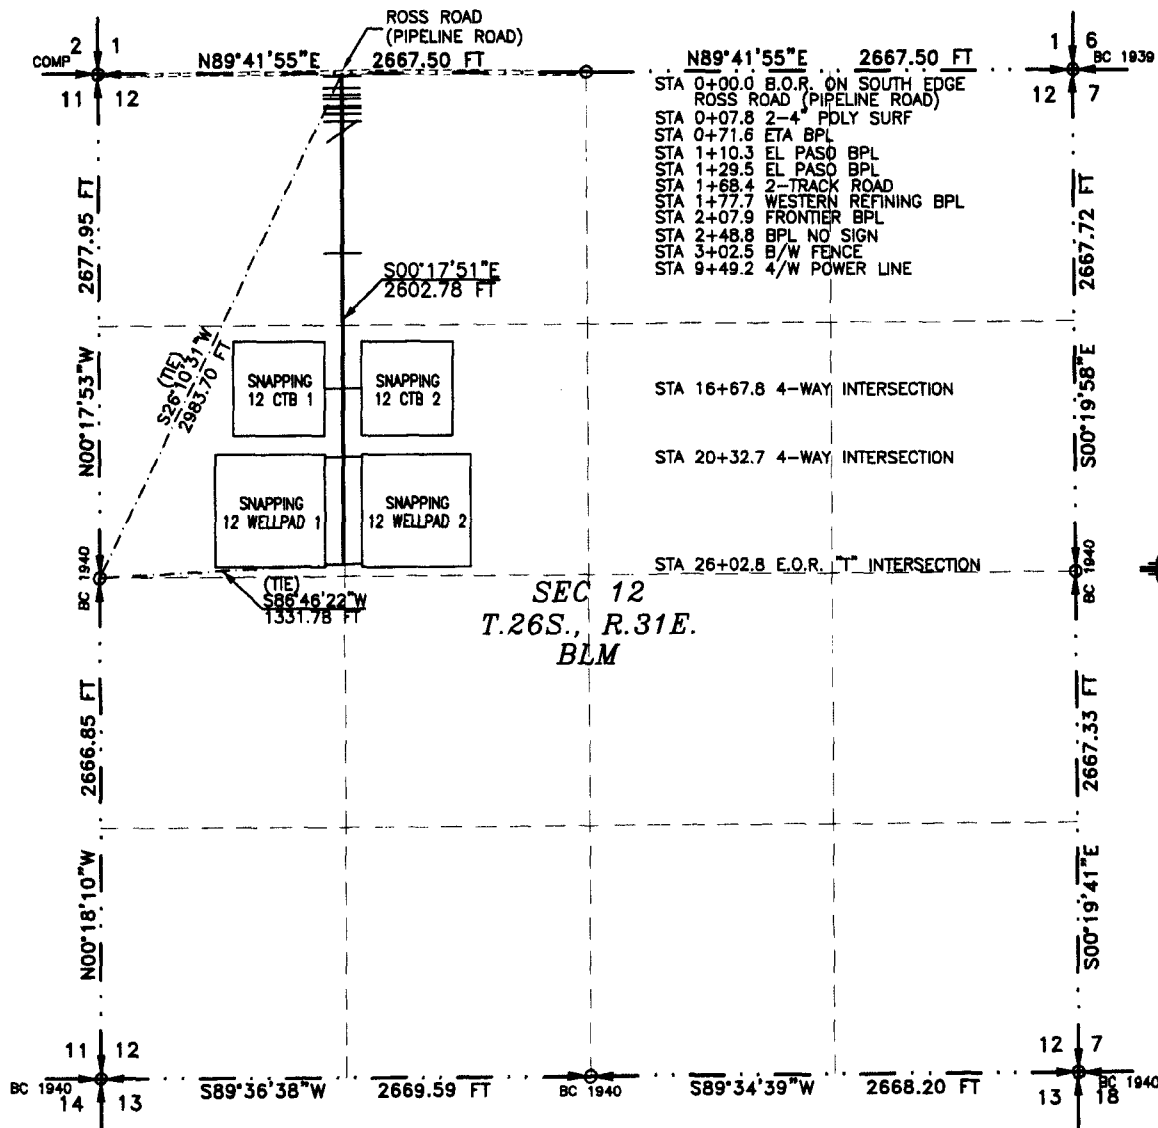 ROSS ROAD
(PIPELINE ROAD)
2 1
COMP
11 12
N89°41'55"E 2667.50 FT
N89°41'55"E 2667.50 FT
1 6
BC 1939
12 7
STA 0+00.0 B.O.R. ON SOUTH EDGE
ROSS ROAD (PIPELINE ROAD)
STA 0+07.8 2-4" POLY SURF
STA 0+71.6 ETA BPL
STA 1+10.3 EL PASO BPL
STA 1+29.5 EL PASO BPL
STA 1+68.4 2-TRACK ROAD
STA 1+77.7 WESTERN REFINING BPL
STA 2+07.9 FRONTIER BPL
STA 2+48.8 BPL NO SIGN
STA 3+02.5 B/W FENCE
STA 9+49.2 4/W POWER LINE
2677.95 FT
N00°17'53"W
2667.72 FT
S00°19'58"E
S00°17'51"E
2602.78 FT
(TIE)
S26°10'31"W
2983.70 FT
SNAPPING
12 CTB 1
SNAPPING
12 CTB 2
STA 16+67.8 4-WAY INTERSECTION
STA 20+32.7 4-WAY INTERSECTION
SNAPPING
12 WELLPAD 1
SNAPPING
12 WELLPAD 2
STA 26+02.8 E.O.R. "T" INTERSECTION
BC 1940
BC 1940
(TIE)
S86°46'22"W
1331.78 FT
SEC 12
T.26S., R.31E.
BLM
2666.85 FT
N00°18'10"W
2667.33 FT
S00°19'41"E
11 12
BC 1940
14 13
S89°36'38"W 2669.59 FT
BC 1940
S89°34'39"W 2668.20 FT
12 7
BC 1940
13 18